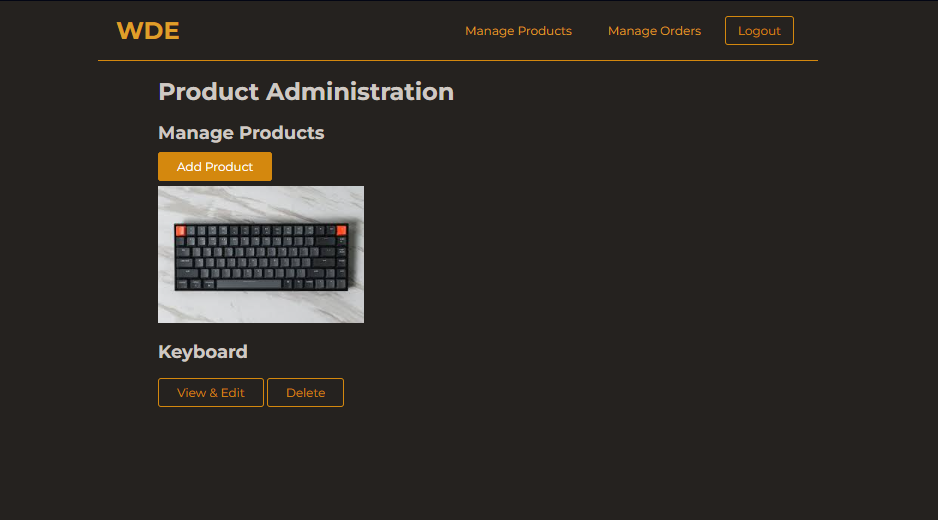 WDE
Manage Products
Manage Orders
Logout
Product Administration
Manage Products
Add Product
Keyboard
View & Edit
Delete